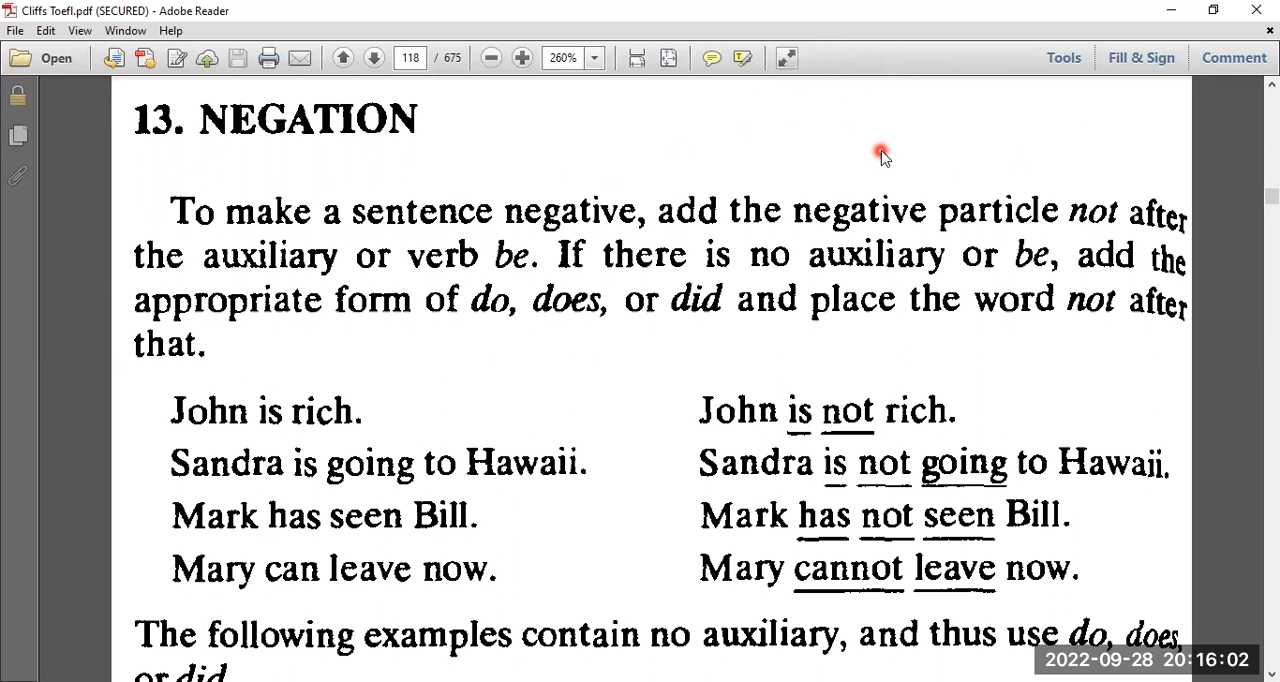 Cliffs Toefl.pdf (SECURED) - Adobe Reader
File Edit View Window Help
Open 118 / 675 260% Tools Fill & Sign Comment
13. NEGATION
To make a sentence negative, add the negative particle not after
the auxiliary or verb be. If there is no auxiliary or be, add the
appropriate form of do, does, or did and place the word not after
that.
John is rich. John is not rich.
Sandra is going to Hawaii. Sandra is not going to Hawaii.
Mark has seen Bill. Mark has not seen Bill.
Mary can leave now. Mary cannot leave now.
The following examples contain no auxiliary, and thus use do, does,
or did
2022-09-28 20:16:02